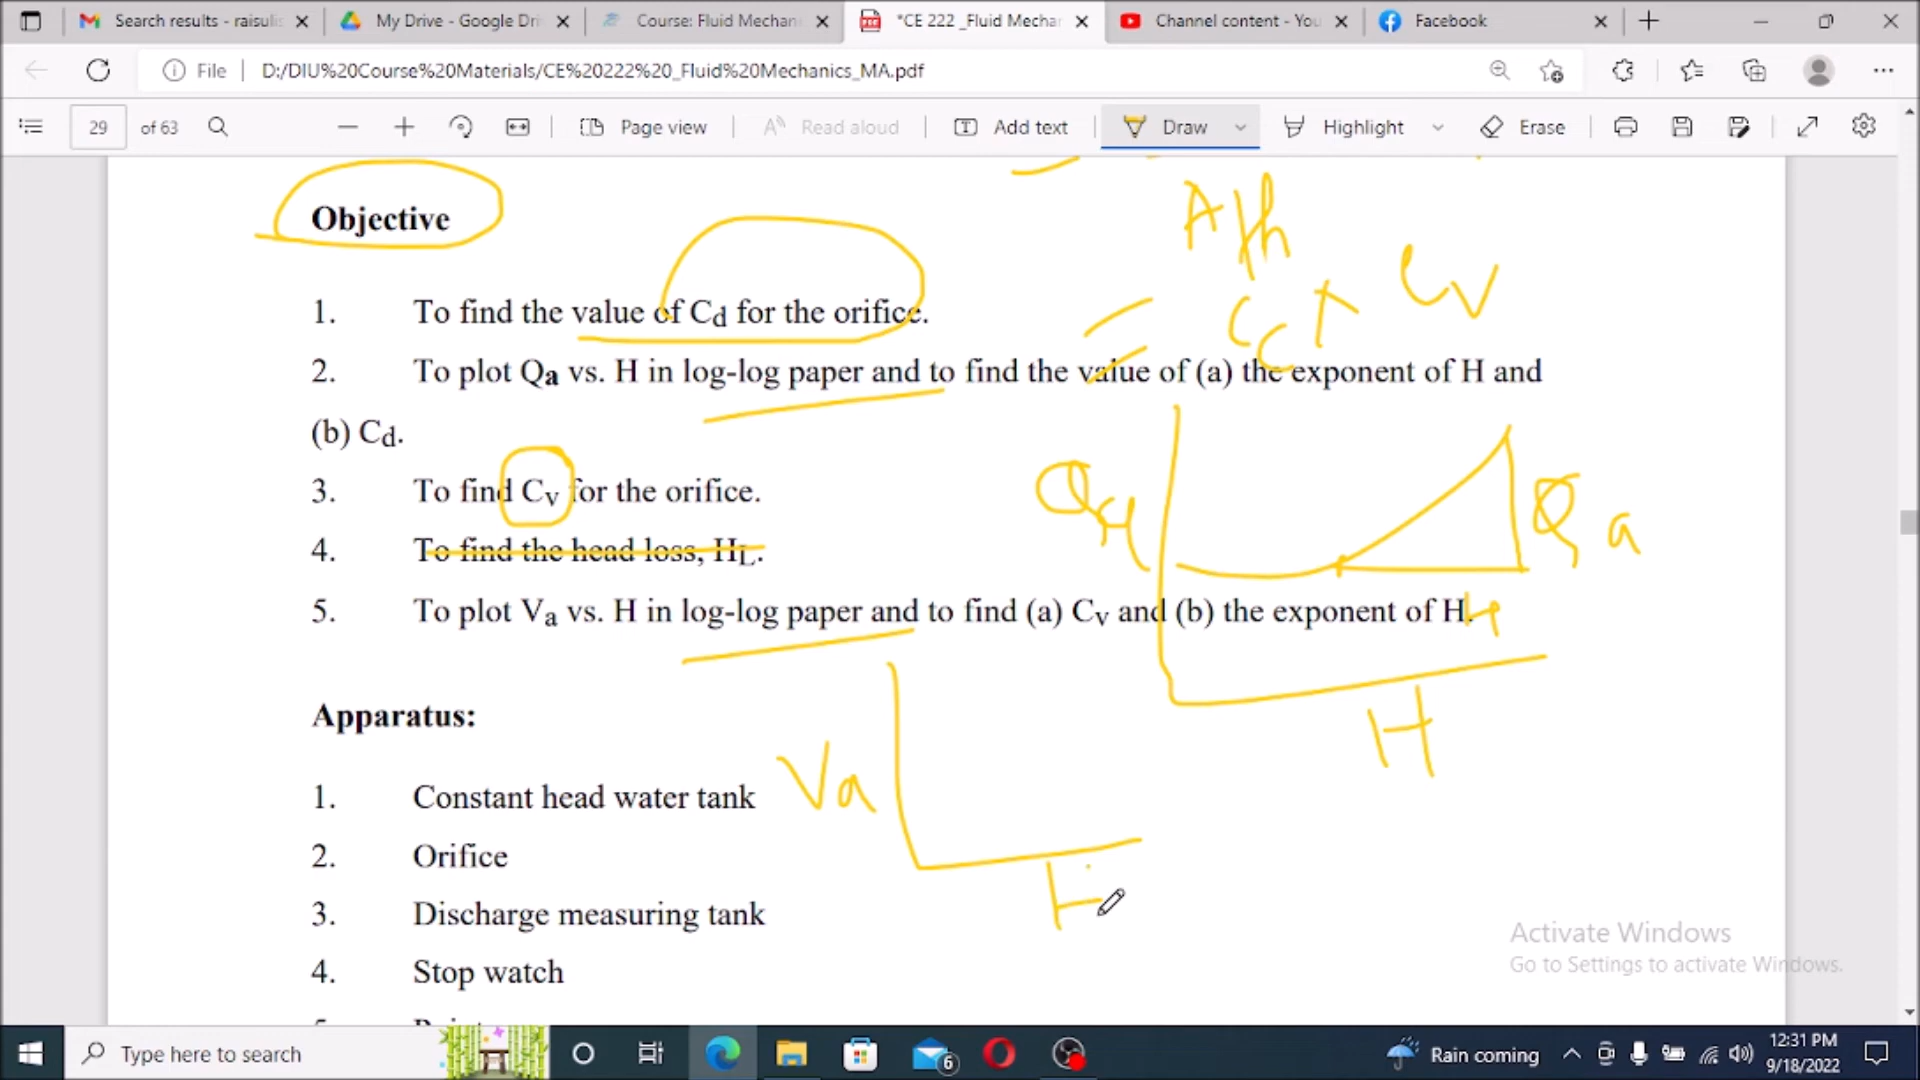 Search results - raisulis
My Drive - Google Dri
Course: Fluid Mechani
*CE 222 _Fluid Mechan
Channel content - You
Facebook
File
D:/DIU%20Course%20Materials/CE%20222%20_Fluid%20Mechanics_MA.pdf
29 of 63
Page view
Read aloud
Add text
Draw
Highlight
Erase
Objective
A th
= Cc x Cv
1. To find the value of Cd for the orifice.
2. To plot Qa vs. H in log-log paper and to find the value of (a) the exponent of H and
(b) Cd.
3. To find Cv for the orifice.
Qa
4. To find the head loss, HL.
5. To plot Va vs. H in log-log paper and to find (a) Cv and (b) the exponent of H.
H
Apparatus:
Va
1. Constant head water tank
2. Orifice
3. Discharge measuring tank
4. Stop watch
Activate Windows
Go to Settings to activate Windows.
Type here to search
6
Rain coming
12:31 PM
9/18/2022